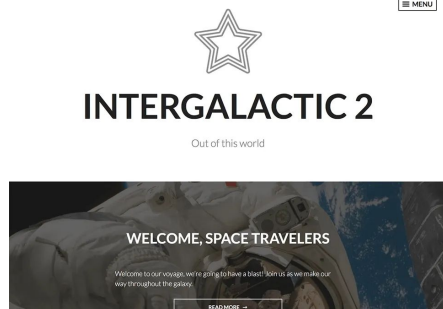 ≡ MENU
INTERGALACTIC 2
Out of this world
WELCOME, SPACE TRAVELERS
Welcome to our voyage, we're going to have a blast! Join us as we make our
way throughout the galaxy.
READ MORE →